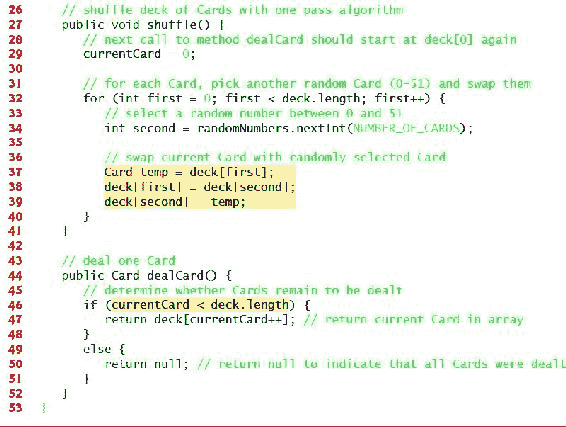 26 // shuffle deck of Cards with one pass algorithm
27 public void shuffle() {
28 // next call to method dealCard should start at deck[0] again
29 currentCard = 0;
30
31 // for each Card, pick another random Card (0-51) and swap them
32 for (int first = 0; first < deck.length; first++) {
33 // select a random number between 0 and 51
34 int second = randomNumbers.nextInt(NUMBER_OF_CARDS);
35
36 // swap current Card with randomly selected Card
37 Card temp = deck[first];
38 deck[first] = deck[second];
39 deck[second] = temp;
40 }
41 }
42
43 // deal one Card
44 public Card dealCard() {
45 // determine whether Cards remain to be dealt
46 if (currentCard < deck.length) {
47 return deck[currentCard++]; // return current Card in array
48 }
49 else {
50 return null; // return null to indicate that all Cards were dealt
51 }
52 }
53 }